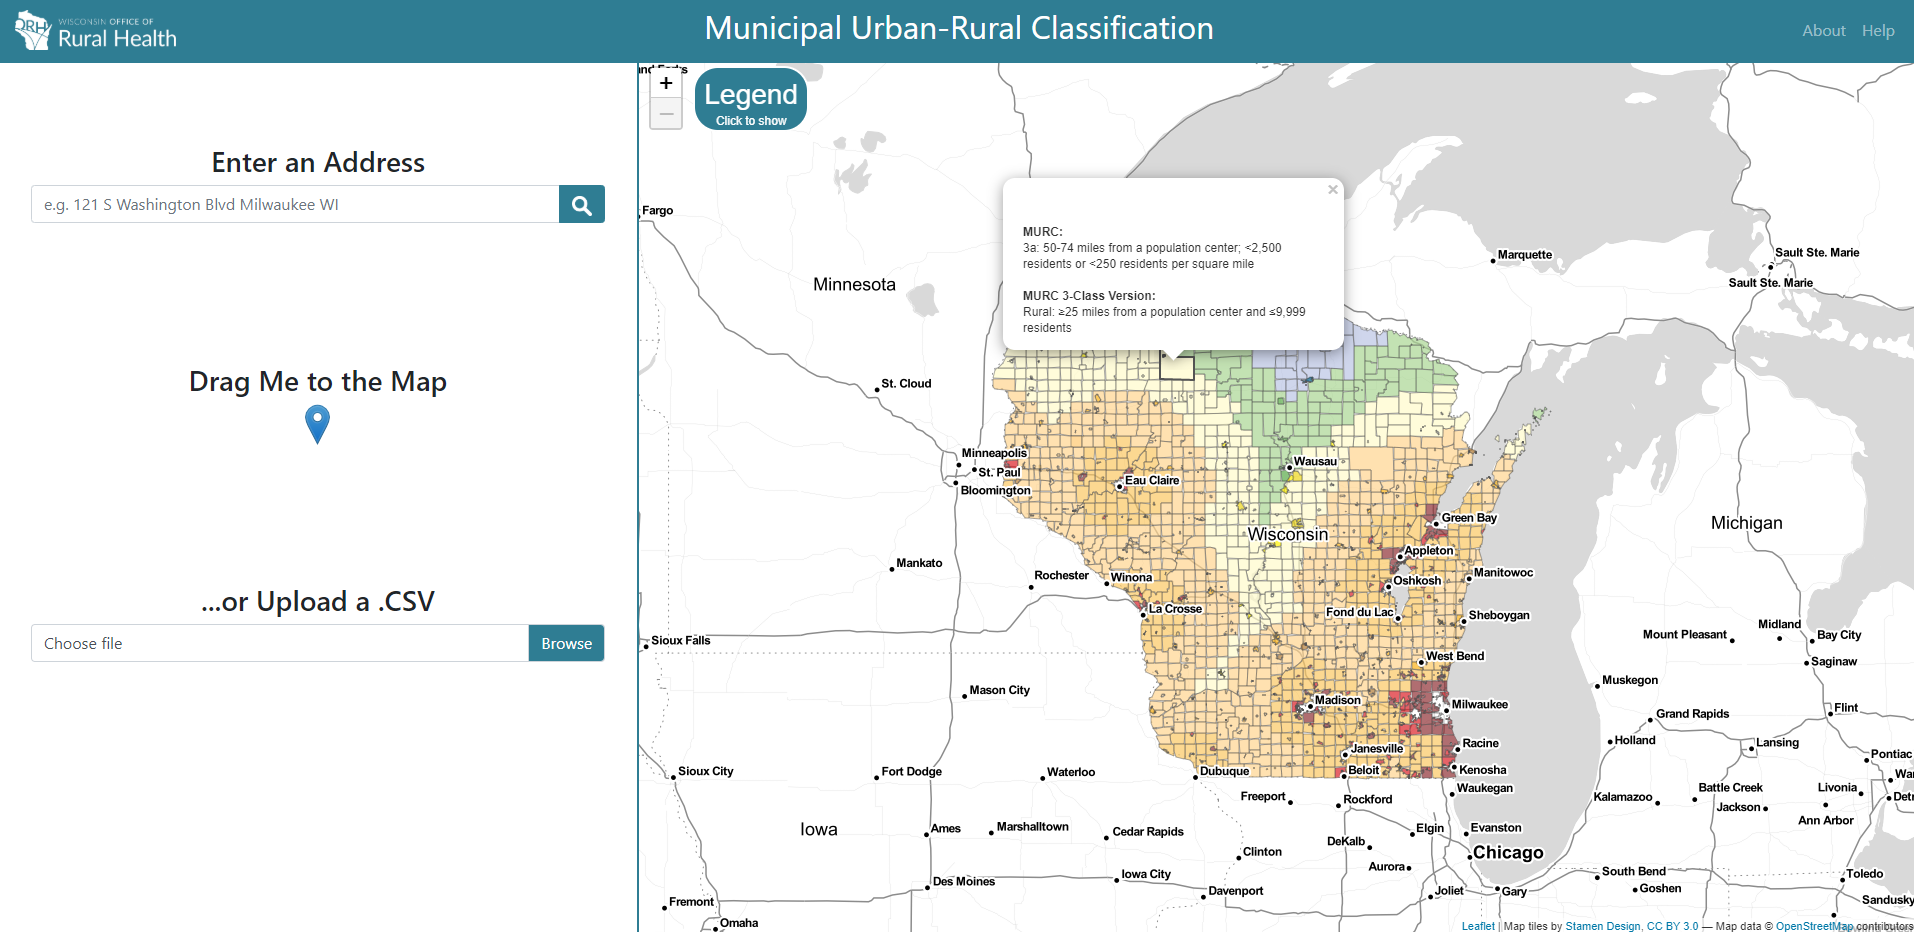 WISCONSIN OFFICE OF
ORH
Rural Health
Municipal Urban-Rural Classification
About
Help
Enter an Address
e.g. 121 S Washington Blvd Milwaukee WI
Drag Me to the Map
...or Upload a .CSV
Choose file
Browse
+
−
Legend
Click to show
×
MURC:
3a: 50-74 miles from a population center; <2,500
residents or <250 residents per square mile
MURC 3-Class Version:
Rural: ≥25 miles from a population center and ≤9,999
residents
Fargo
Marquette
Sault Ste. Marie
Sault Ste. Marie
Minnesota
St. Cloud
Minneapolis
St. Paul
Bloomington
Eau Claire
Wausau
Green Bay
Michigan
Wisconsin
Appleton
Mankato
Rochester
Winona
Oshkosh
Manitowoc
La Crosse
Fond du Lac
Sheboygan
Midland
Mount Pleasant
Bay City
Sioux Falls
West Bend
Saginaw
Muskegon
Mason City
Madison
Milwaukee
Grand Rapids
Flint
Racine
Holland
Lansing
Janesville
Pontiac
Sioux City
Fort Dodge
Waterloo
Dubuque
Beloit
Kenosha
Waukegan
Battle Creek
Livonia
Freeport
Rockford
Kalamazoo
Jackson
Ann Arbor
Iowa
Ames
Marshalltown
Cedar Rapids
Elgin
Evanston
DeKalb
Clinton
Chicago
Aurora
South Bend
Iowa City
Des Moines
Toledo
Davenport
Joliet
Gary
Goshen
Fremont
Sandusky
Omaha
Leaflet | Map tiles by Stamen Design, CC BY 3.0 — Map data © OpenStreetMap contributors